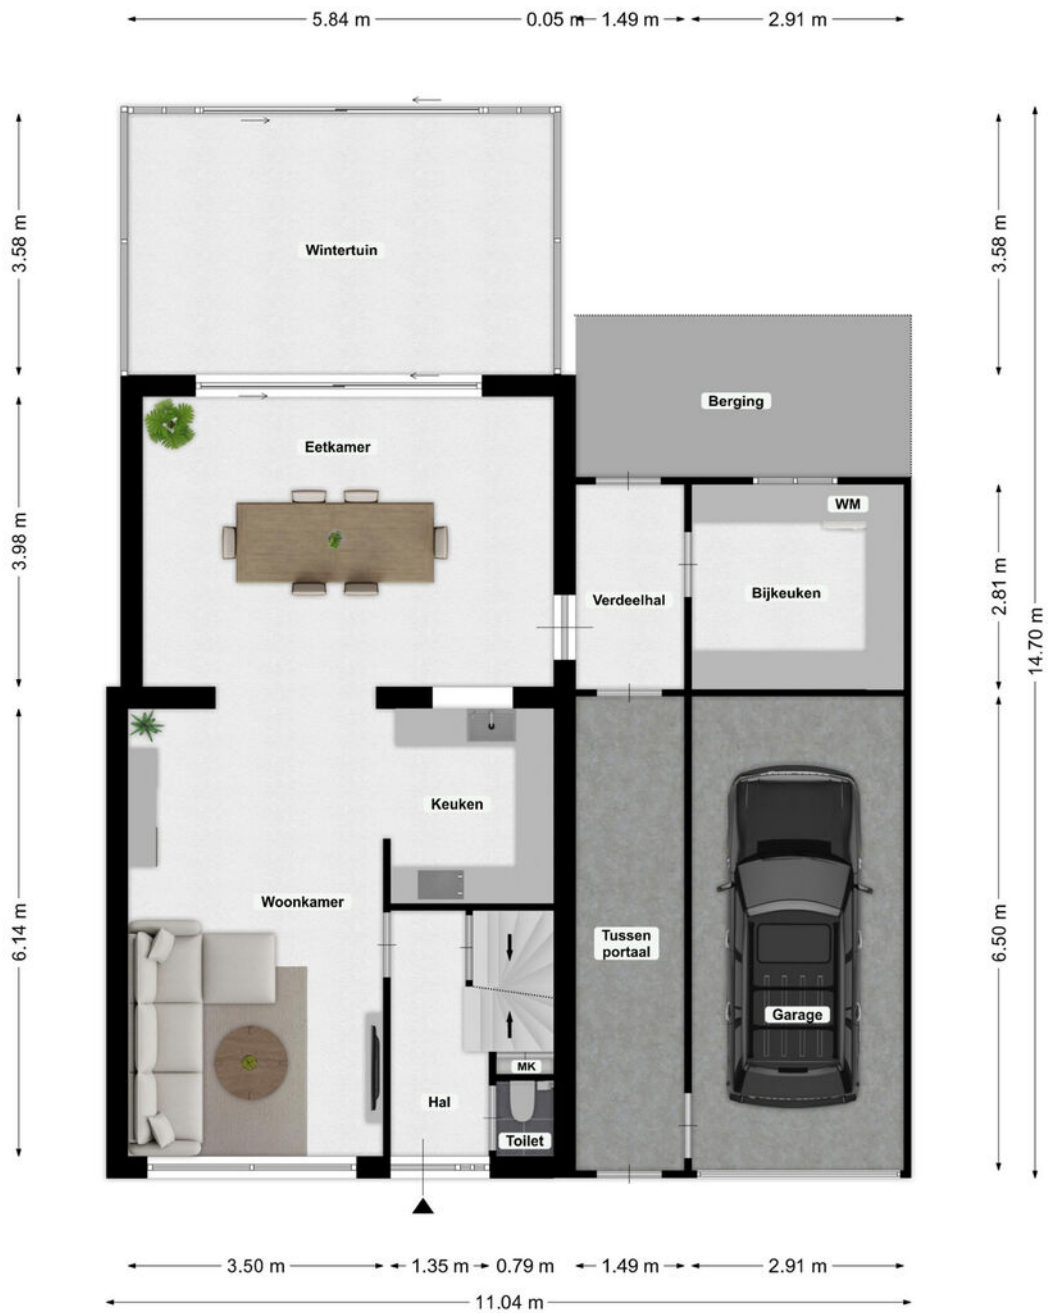 5.84 m
0.05 m
1.49 m
2.91 m
3.58 m
3.58 m
Wintertuin
Berging
Eetkamer
WM
3.98 m
Verdeelhal
Bijkeuken
2.81 m
14.70 m
Keuken
Woonkamer
6.14 m
Tussen
portaal
6.50 m
Garage
MK
Hal
Toilet
3.50 m
1.35 m
0.79 m
1.49 m
2.91 m
11.04 m